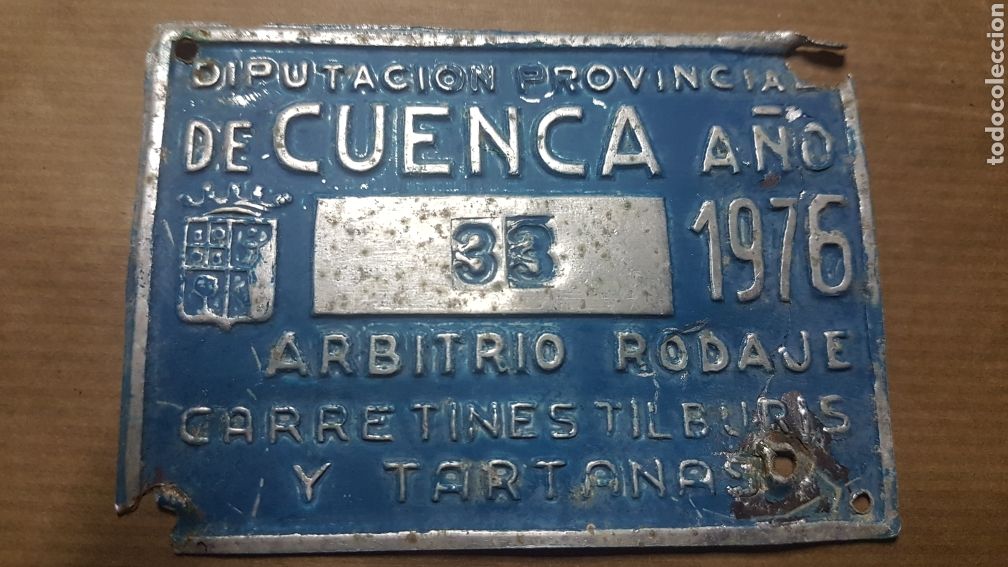 DIPUTACION PROVINCIAL
DE CUENCA AÑO
33 1976
ARBITRIO RODAJE
CARRETINES TILBURIS
Y TARTANAS
todocoleccion